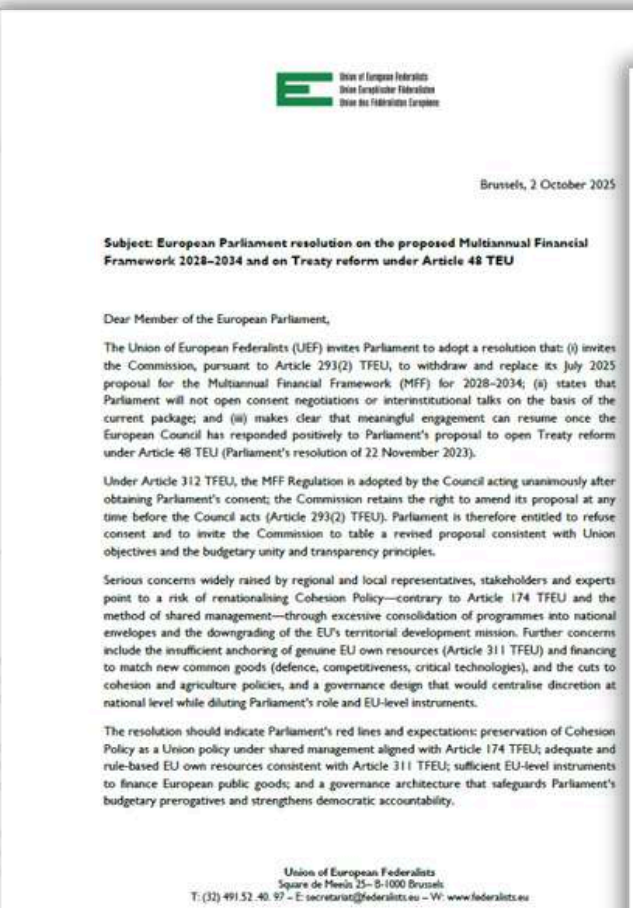 Union of European Federalists
Union Europäischer Föderalisten
Union des Fédéralistes Européens
Brussels, 2 October 2025
Subject: European Parliament resolution on the proposed Multiannual Financial
Framework 2028–2034 and on Treaty reform under Article 48 TEU
Dear Member of the European Parliament,
The Union of European Federalists (UEF) invites Parliament to adopt a resolution that: (i) invites
the Commission, pursuant to Article 293(2) TFEU, to withdraw and replace its July 2025
proposal for the Multiannual Financial Framework (MFF) for 2028–2034; (ii) states that
Parliament will not open consent negotiations or interinstitutional talks on the basis of the
current package; and (iii) makes clear that meaningful engagement can resume once the
European Council has responded positively to Parliament's proposal to open Treaty reform
under Article 48 TEU (Parliament's resolution of 22 November 2023).
Under Article 312 TFEU, the MFF Regulation is adopted by the Council acting unanimously after
obtaining Parliament's consent; the Commission retains the right to amend its proposal at any
time before the Council acts (Article 293(2) TFEU). Parliament is therefore entitled to refuse
consent and to invite the Commission to table a revised proposal consistent with Union
objectives and the budgetary unity and transparency principles.
Serious concerns widely raised by regional and local representatives, stakeholders and experts
point to a risk of renationalising Cohesion Policy—contrary to Article 174 TFEU and the
method of shared management—through excessive consolidation of programmes into national
envelopes and the downgrading of the EU's territorial development mission. Further concerns
include the insufficient anchoring of genuine EU own resources (Article 311 TFEU) and financing
to match new common goods (defence, competitiveness, critical technologies), and the cuts to
cohesion and agriculture policies, and a governance design that would centralise discretion at
national level while diluting Parliament's role and EU-level instruments.
The resolution should indicate Parliament's red lines and expectations: preservation of Cohesion
Policy as a Union policy under shared management aligned with Article 174 TFEU; adequate and
rule-based EU own resources consistent with Article 311 TFEU; sufficient EU-level instruments
to finance European public goods; and a governance architecture that safeguards Parliament's
budgetary prerogatives and strengthens democratic accountability.
Union of European Federalists
Square de Meeûs 25– B-1000 Brussels
T: (32) 491.52 .40. 97 – E: secretariat@federalists.eu – W: www.federalists.eu